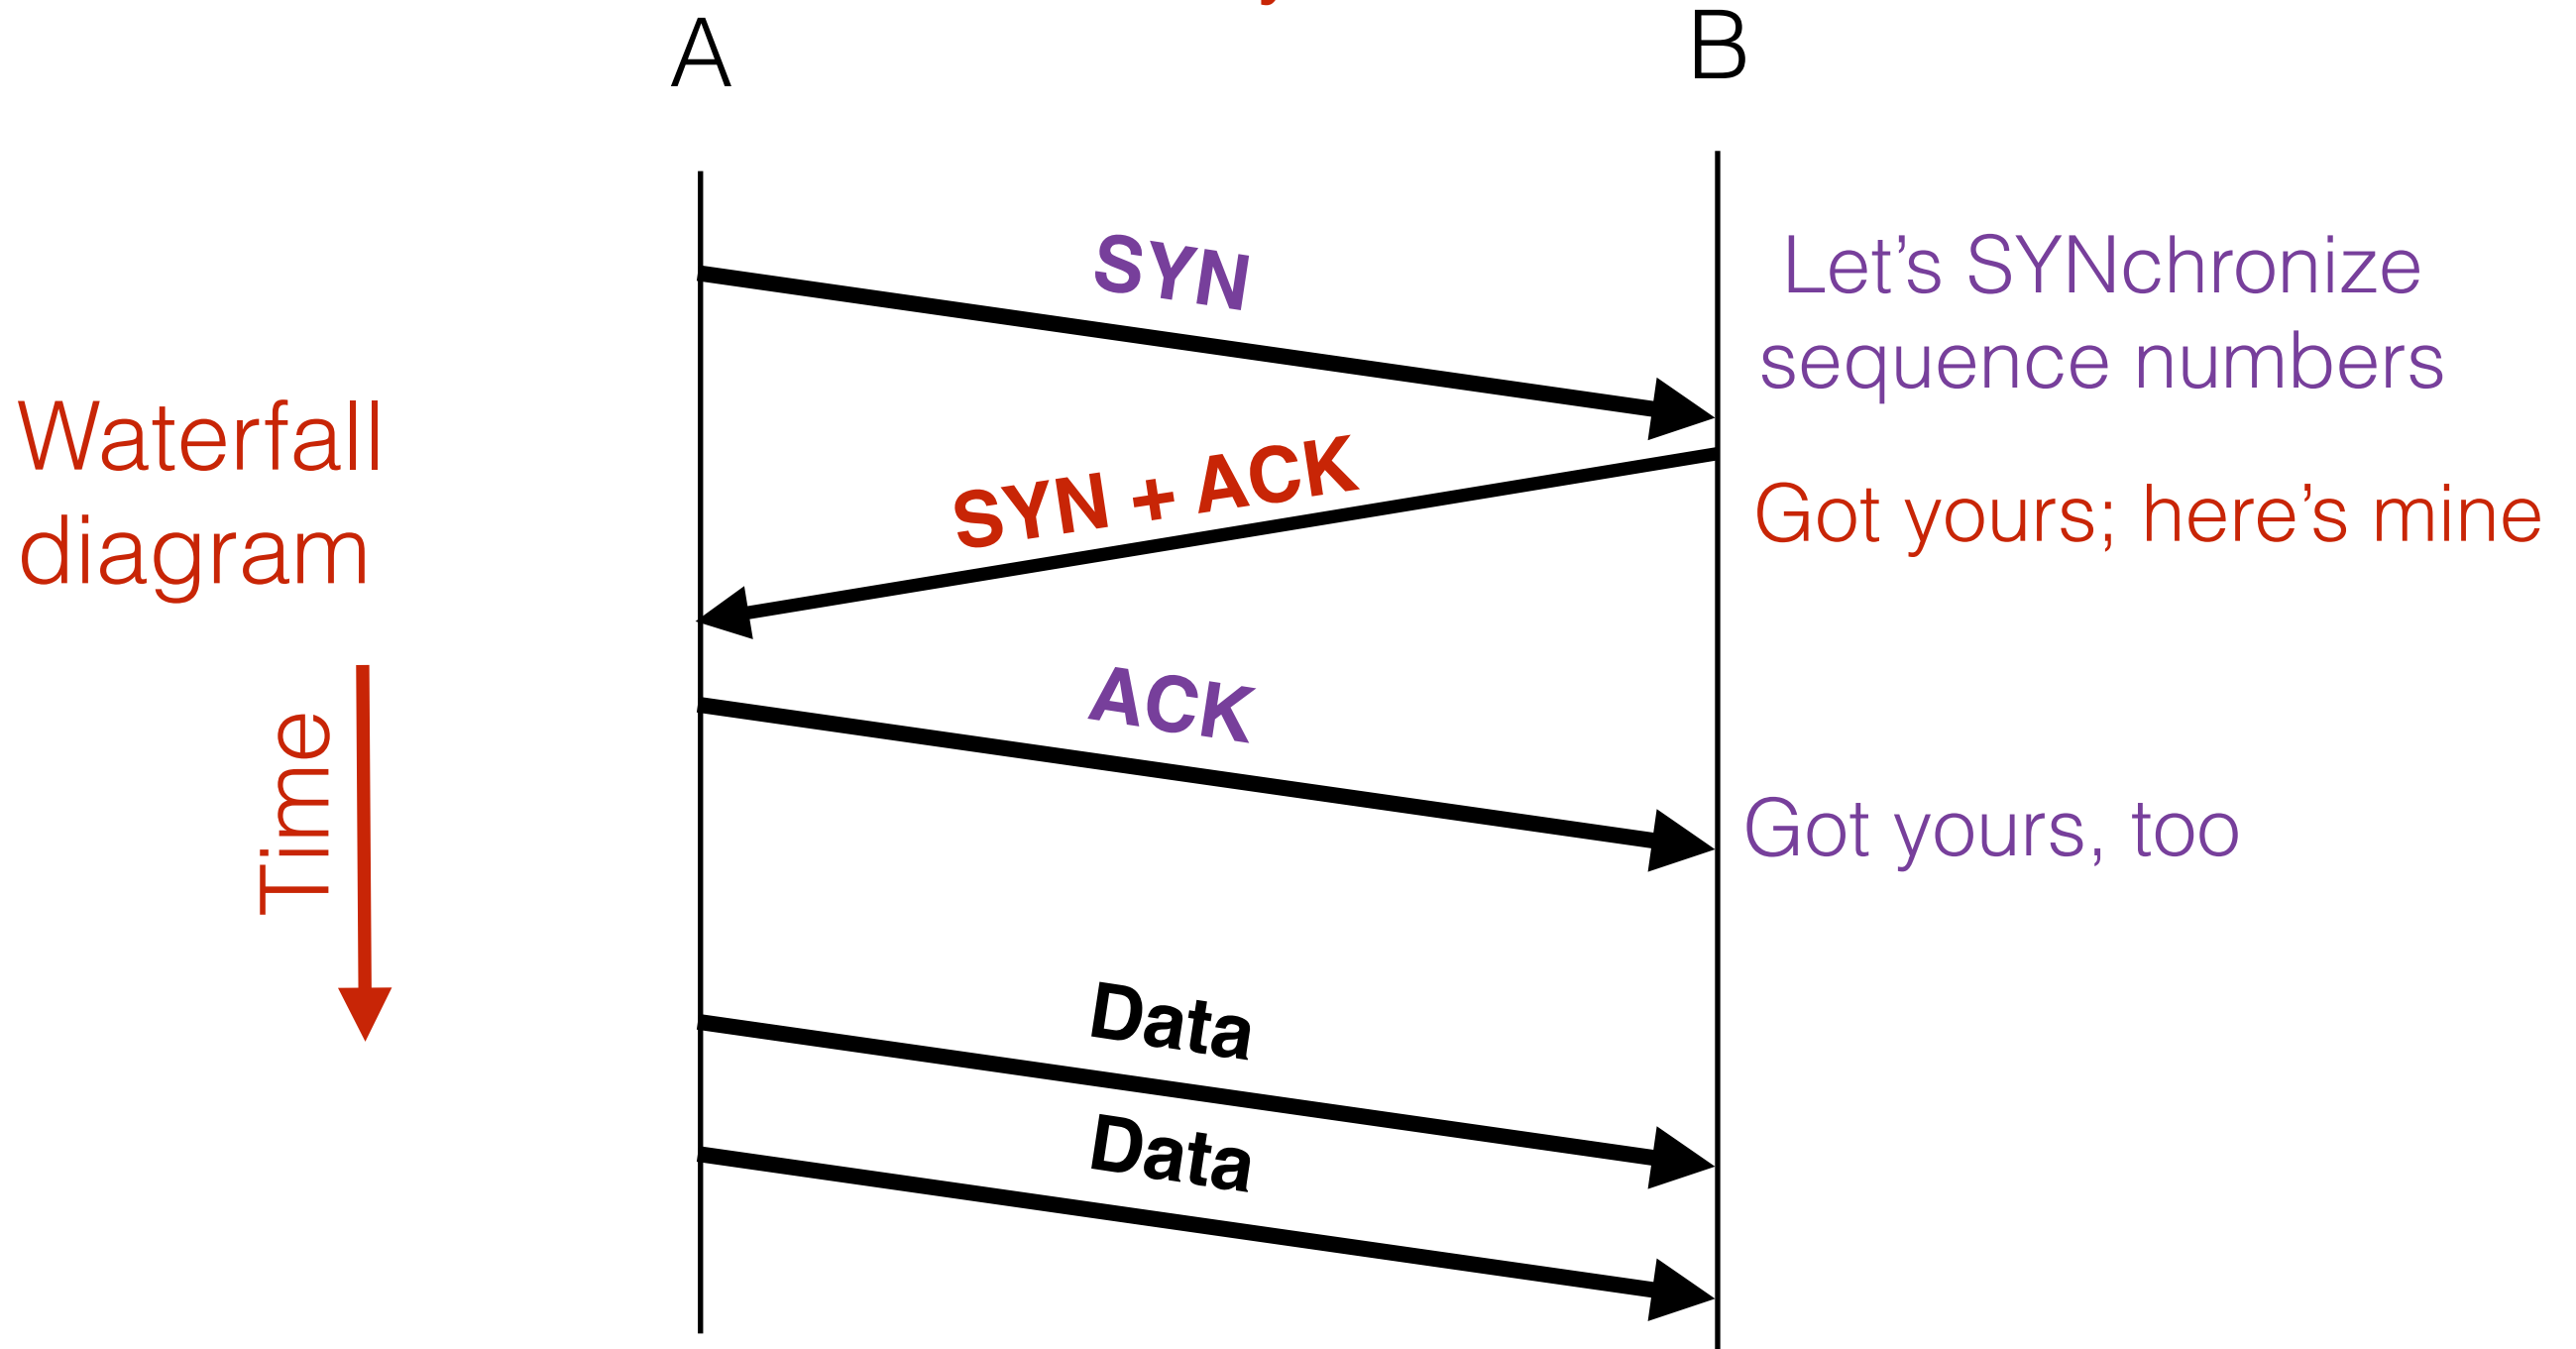 A
B
SYN
Let's SYNchronize
sequence numbers
Waterfall
diagram
SYN + ACK
Got yours; here's mine
ACK
Time
Got yours, too
Data
Data